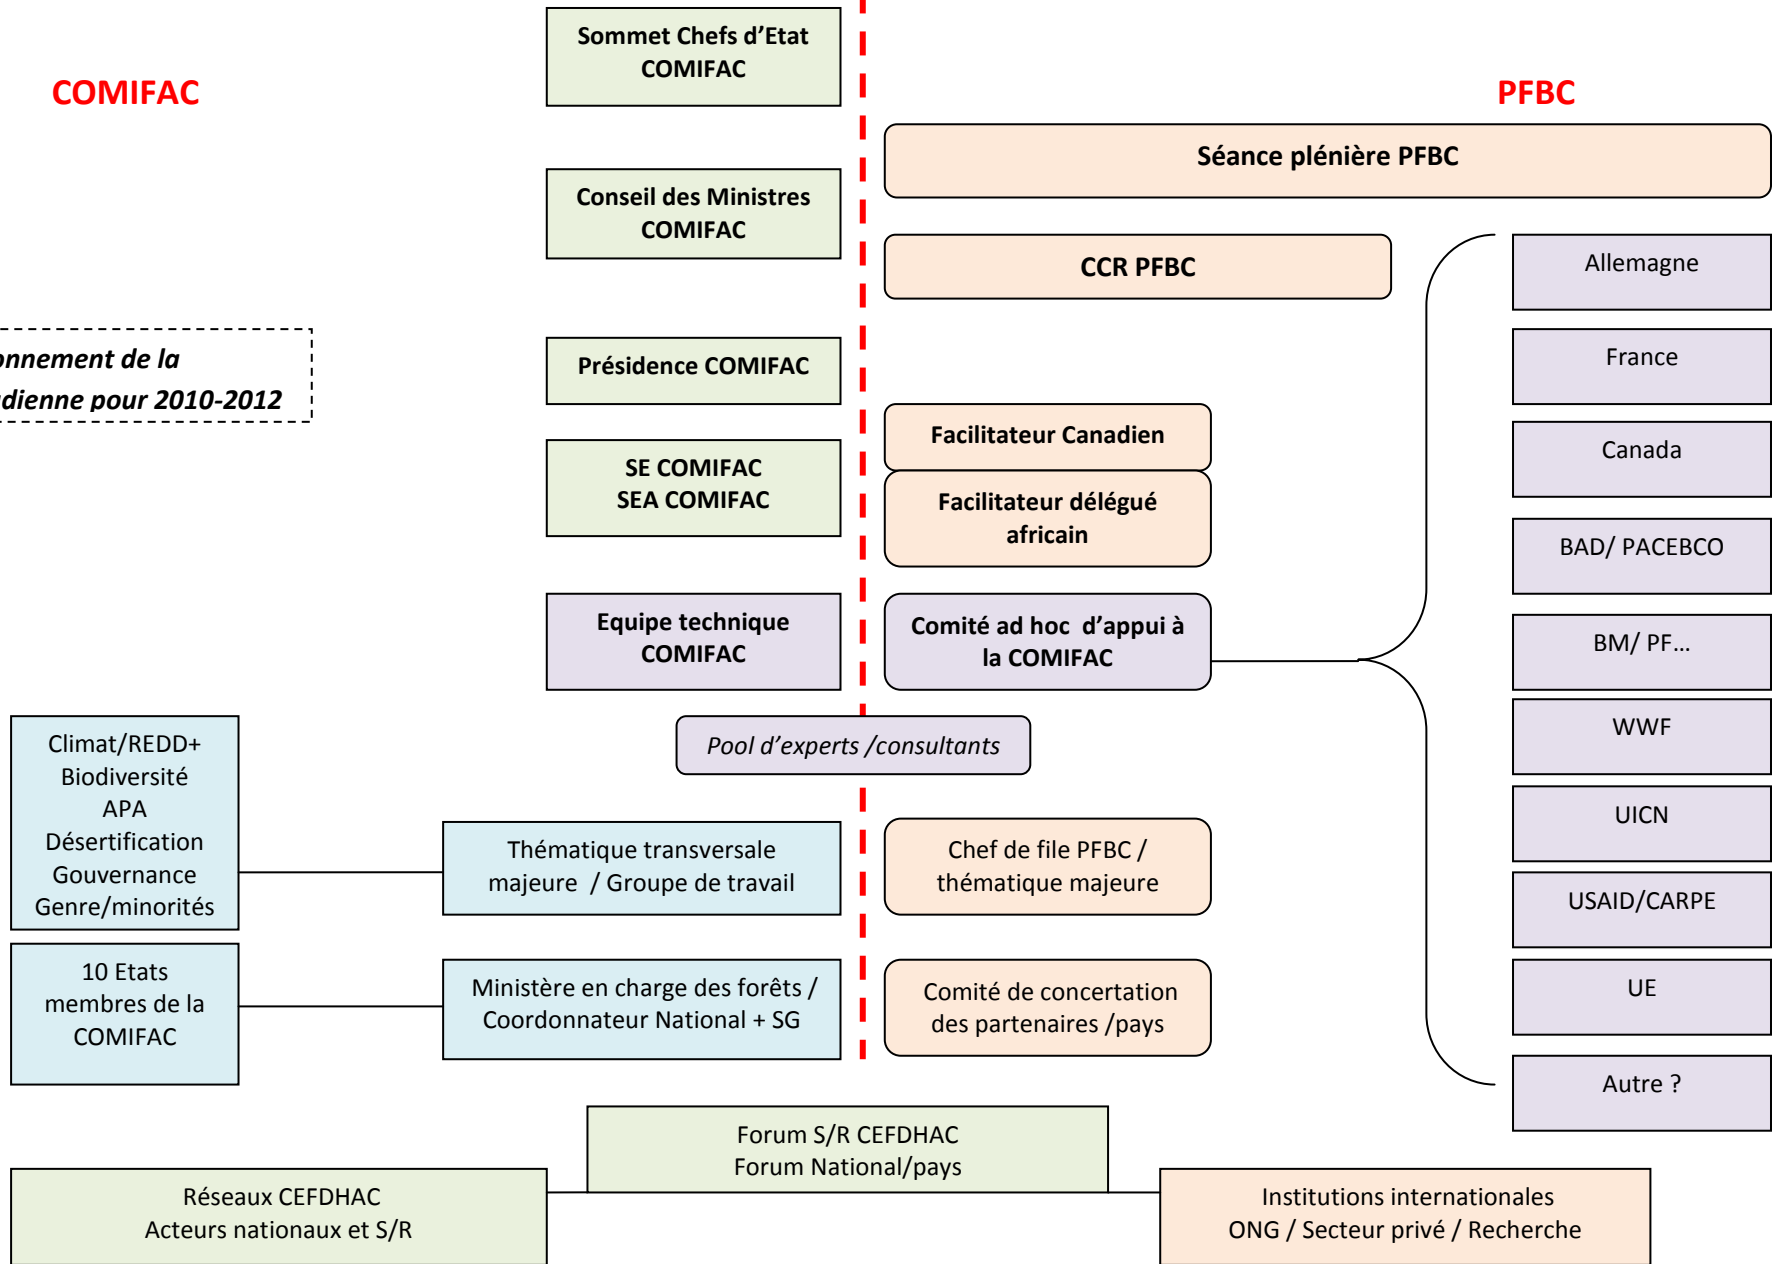 COMIFAC
PFBC
Sommet Chefs d’Etat
COMIFAC
Séance plénière PFBC
Conseil des Ministres
COMIFAC
CCR PFBC
Présidence COMIFAC
onnement de la
dienne pour 2010-2012
Facilitateur Canadien
SE COMIFAC
SEA COMIFAC
Facilitateur délégué
africain
Equipe technique
COMIFAC
Comité ad hoc d’appui à
la COMIFAC
Allemagne
France
Canada
BAD/ PACEBCO
BM/ PF...
WWF
UICN
USAID/CARPE
UE
Autre ?
Pool d’experts /consultants
Climat/REDD+
Biodiversité
APA
Désertification
Gouvernance
Genre/minorités
Thématique transversale
majeure / Groupe de travail
Chef de file PFBC /
thématique majeure
10 Etats
membres de la
COMIFAC
Ministère en charge des forêts /
Coordonnateur National + SG
Comité de concertation
des partenaires /pays
Forum S/R CEFDHAC
Forum National/pays
Réseaux CEFDHAC
Acteurs nationaux et S/R
Institutions internationales
ONG / Secteur privé / Recherche